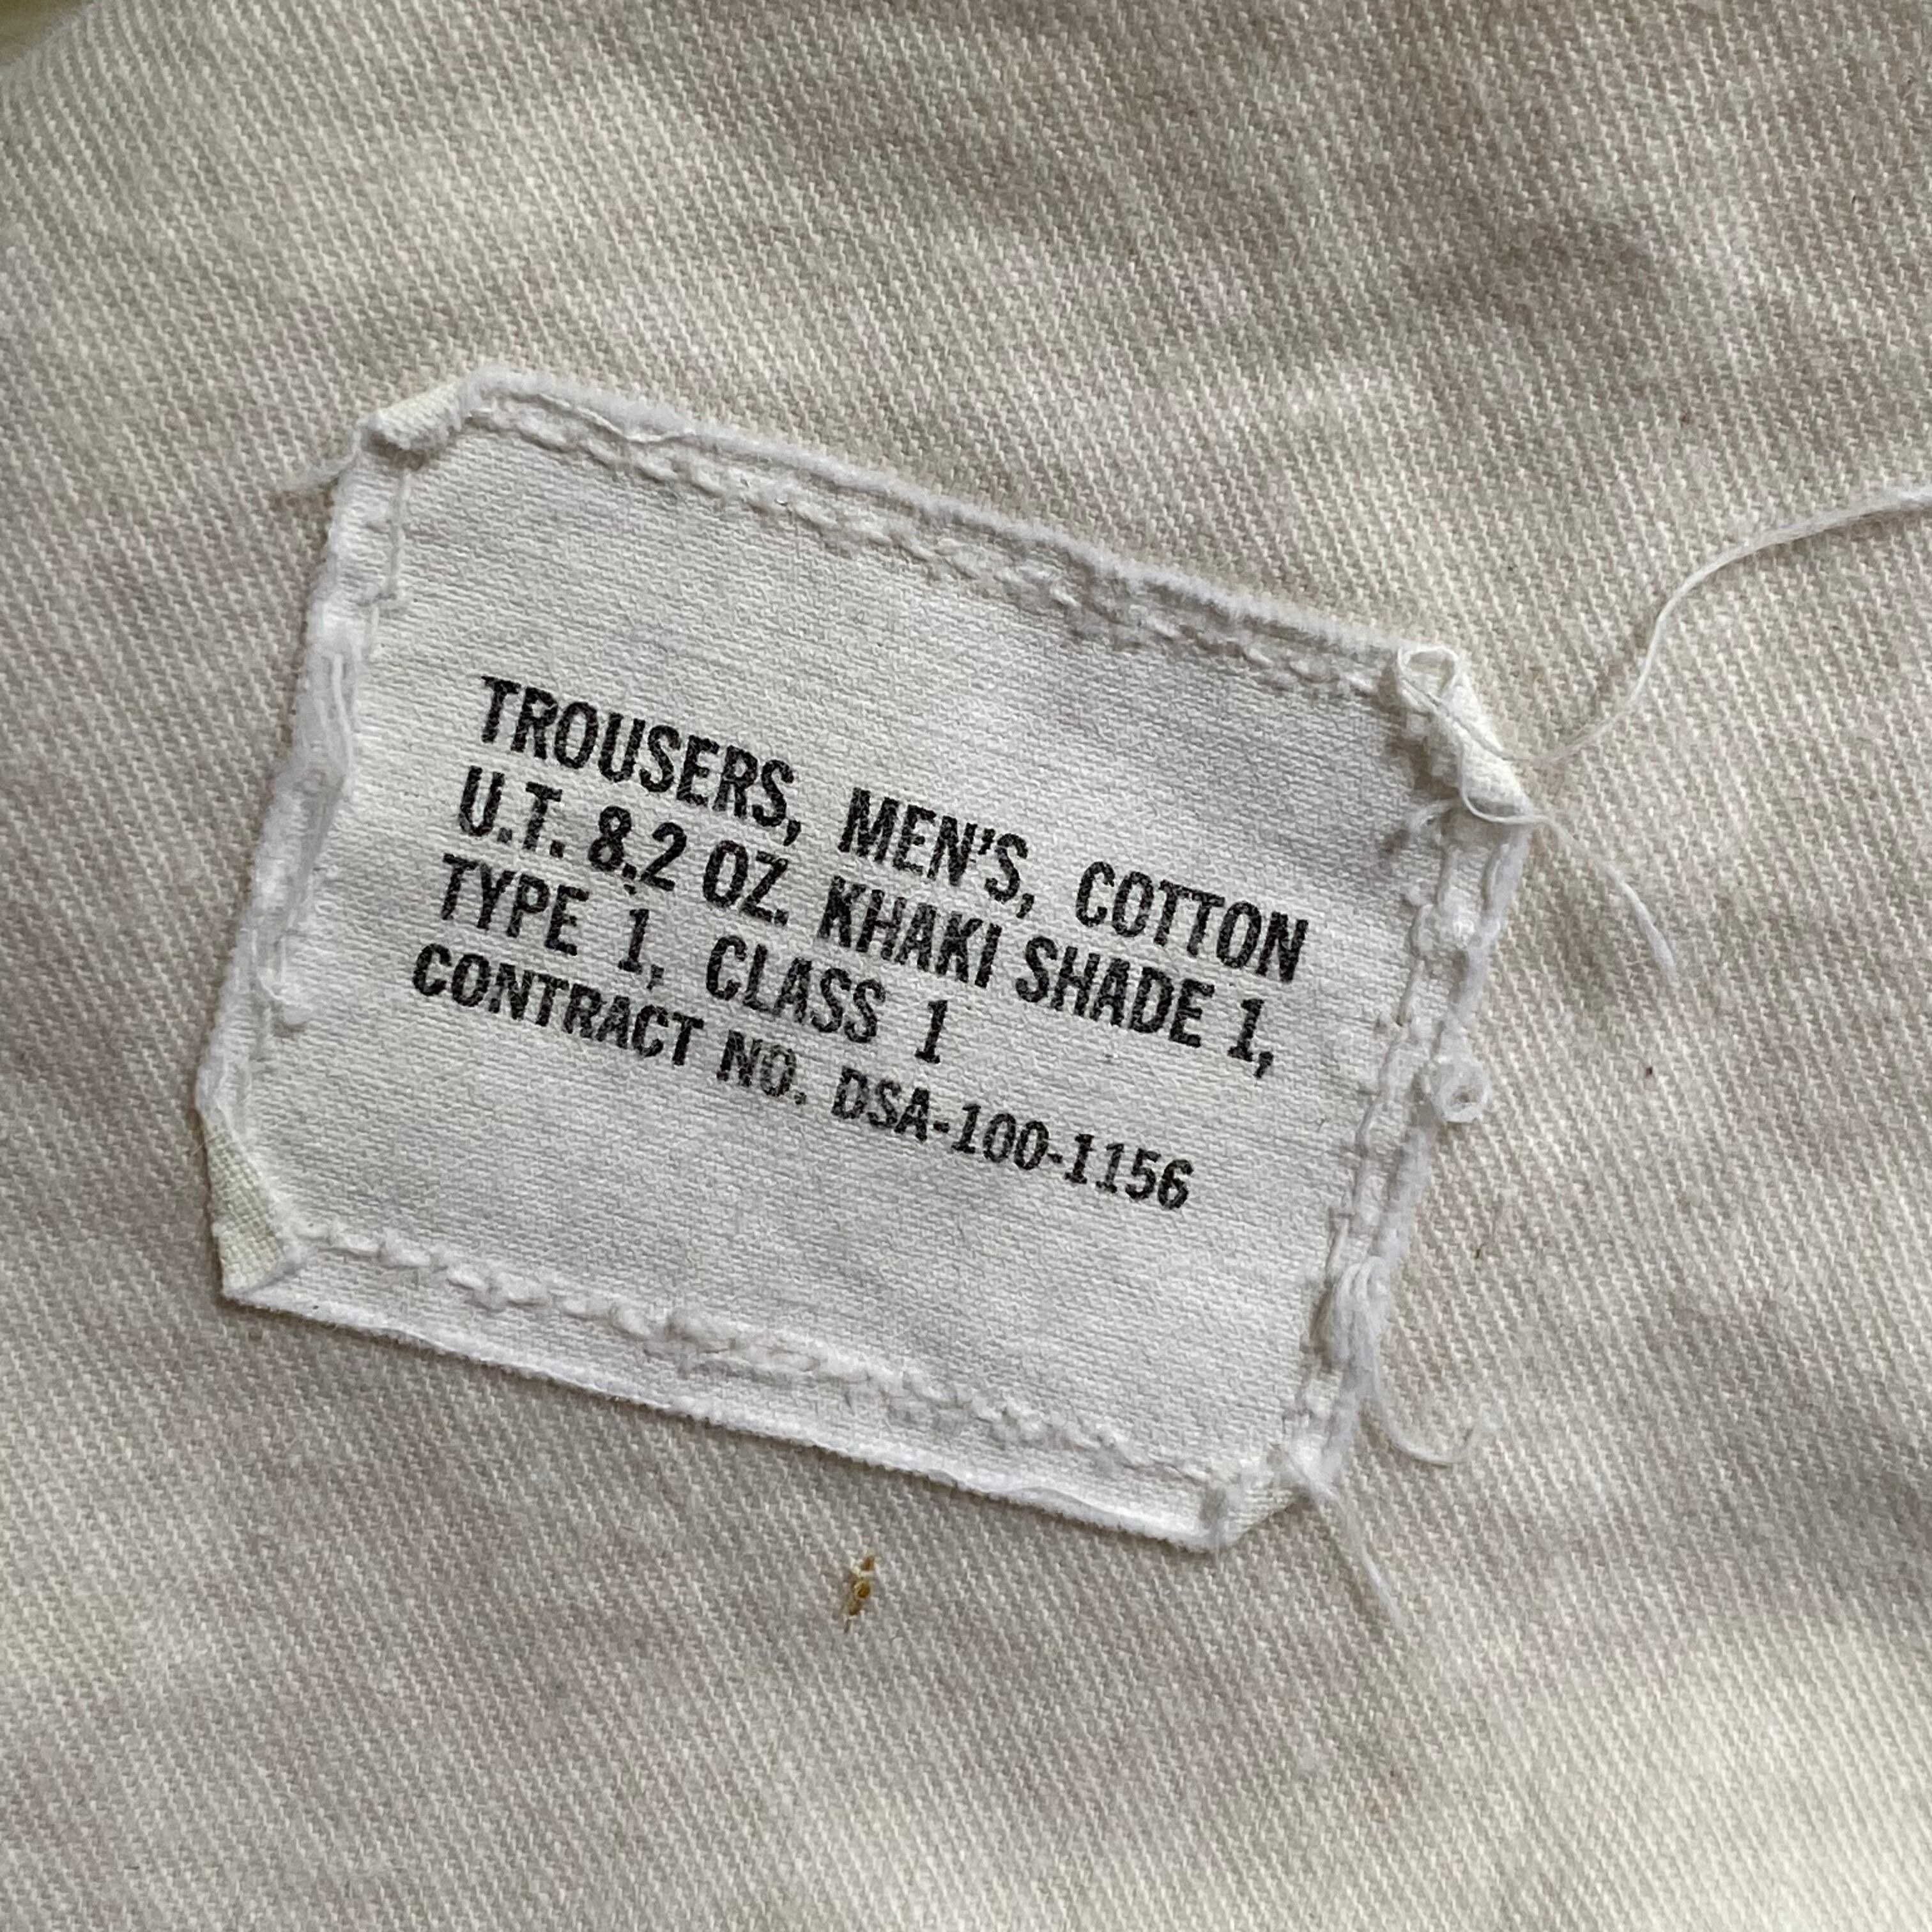 TROUSERS, MEN'S, COTTON
U.T. 8.2 OZ. KHAKI SHADE 1,
TYPE 1, CLASS 1
CONTRACT NO. DSA-100-1156